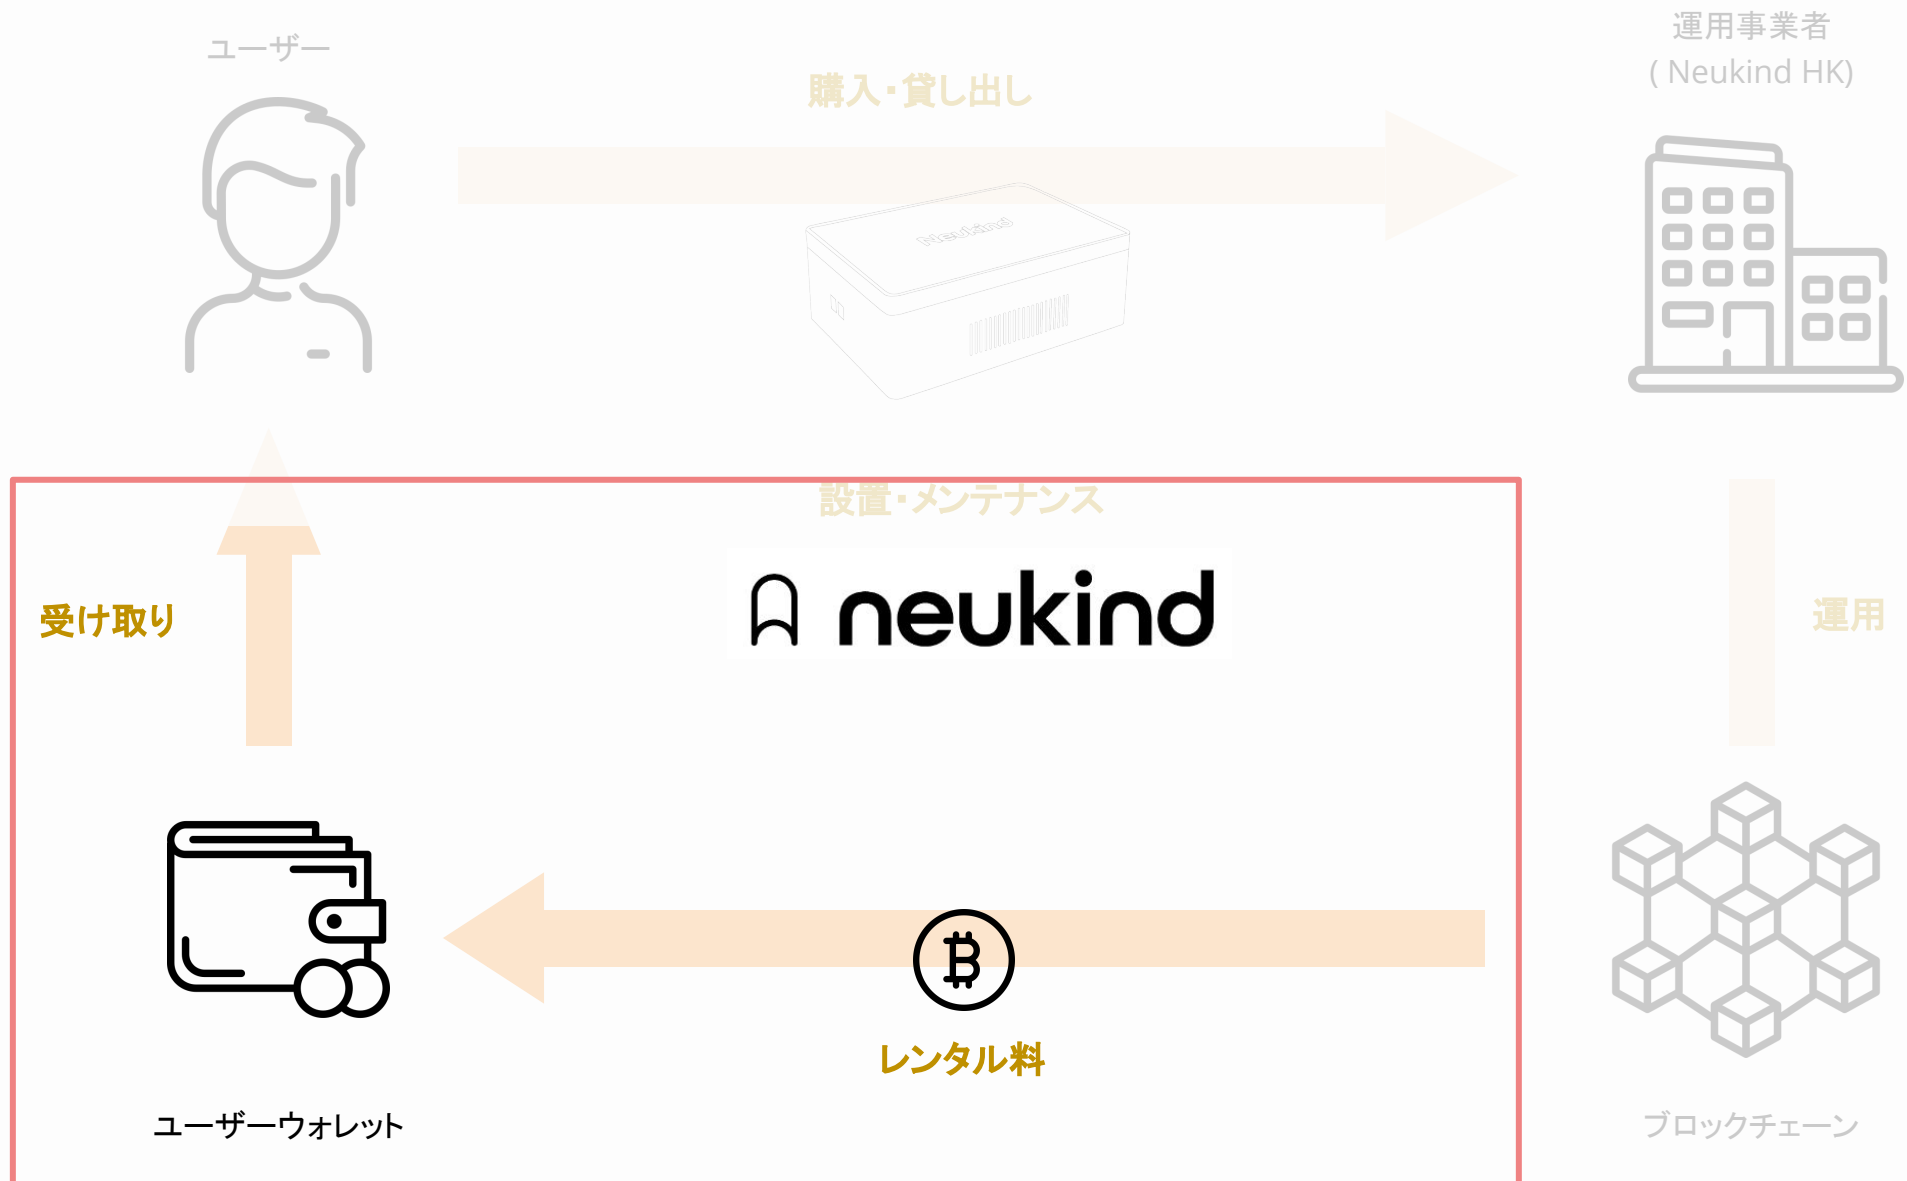 ユーザー
運用事業者
( Neukind HK)
購入・貸し出し
Neukind
設置・メンテナンス
neukind
受け取り
運用
レンタル料
ユーザーウォレット
ブロックチェーン